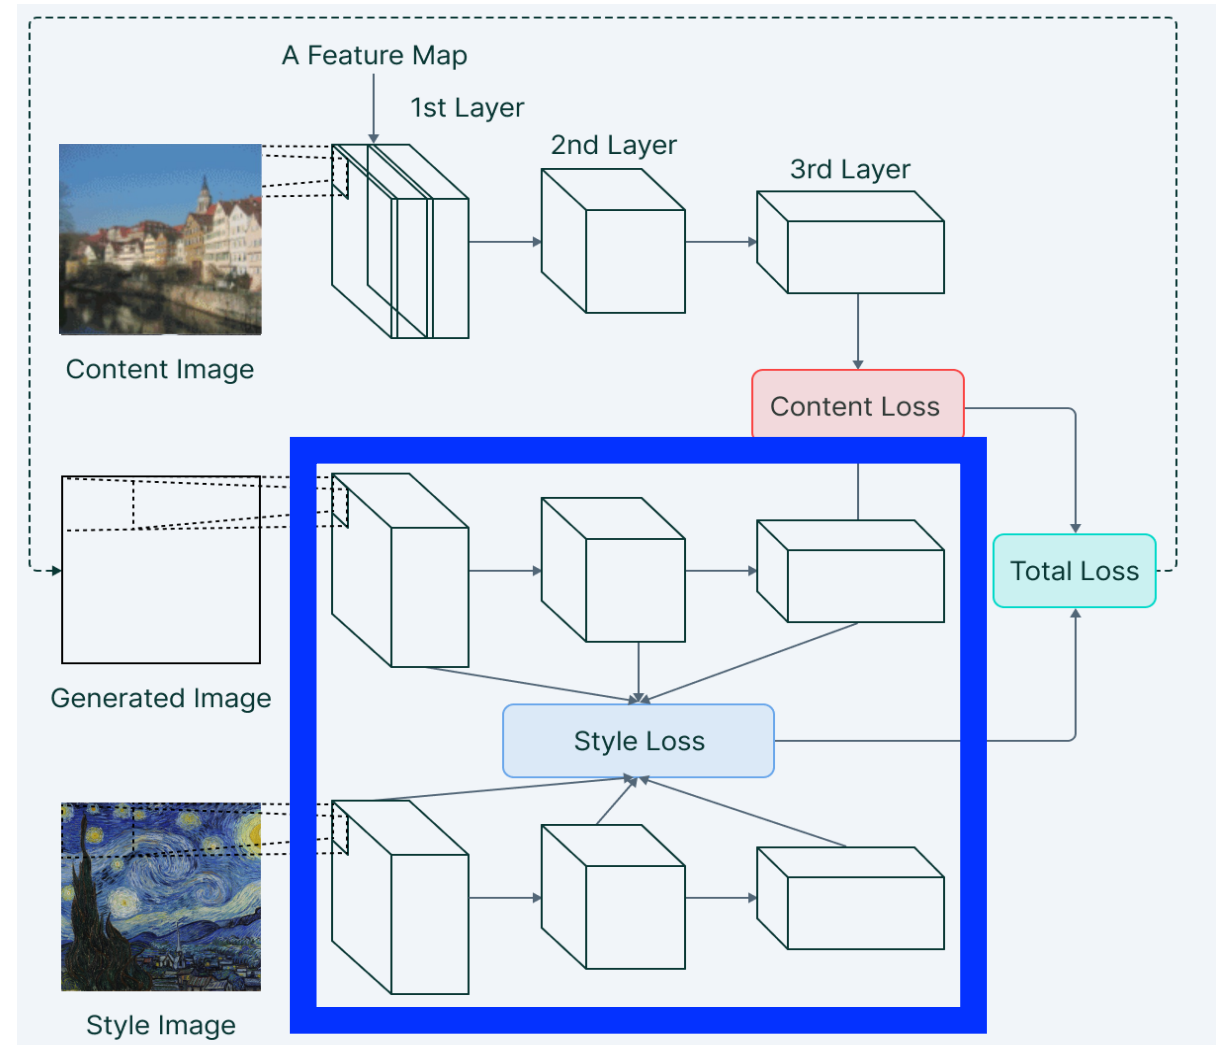 A Feature Map
1st Layer
2nd Layer
3rd Layer
Content Image
Content Loss
Total Loss
Generated Image
Style Loss
Style Image